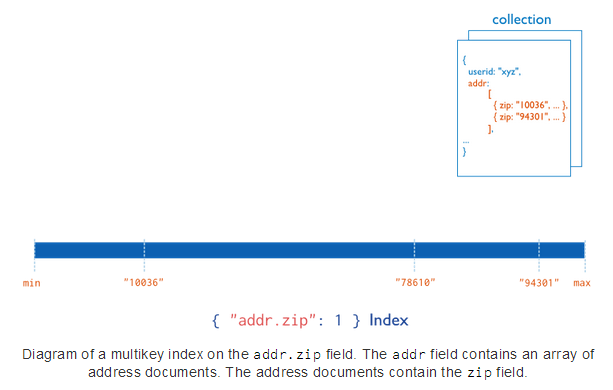 collection
{
userid: "xyz",
addr:
[
{ zip: "10036", ... },
{ zip: "94301", ... }
],
...
}
min "10036" "78610" "94301" max
{ "addr.zip": 1 } Index
Diagram of a multikey index on the addr.zip field. The addr field contains an array of
address documents. The address documents contain the zip field.